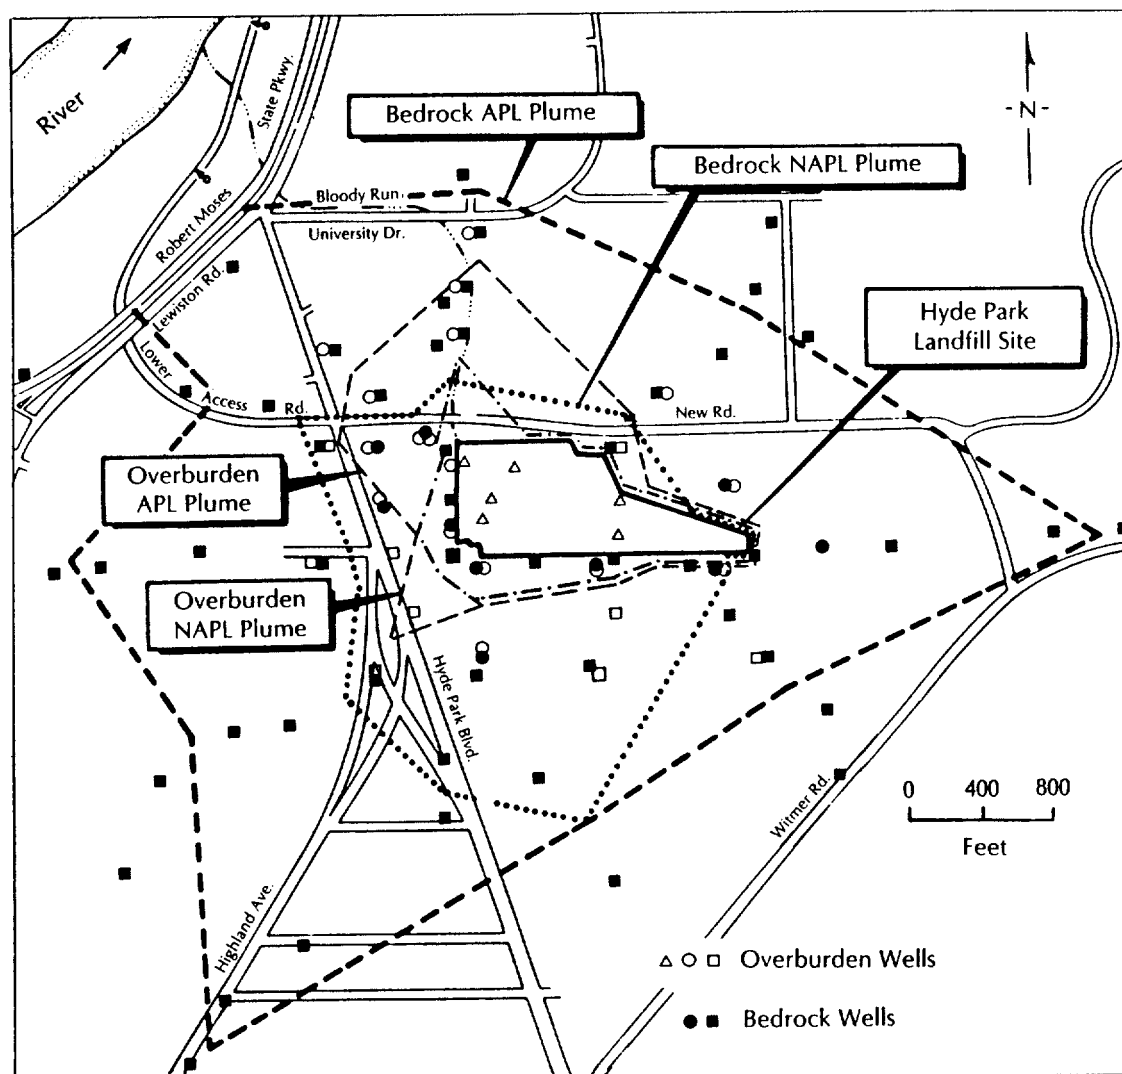 River
State Pkwy.
Robert Moses
Bedrock APL Plume
- N -
Bedrock NAPL Plume
Bloody Run
University Dr.
Lewiston Rd.
Hyde Park
Landfill Site
Lower
Access
Rd.
New Rd.
Overburden
APL Plume
Overburden
NAPL Plume
Hyde Park Blvd.
Witmer Rd.
0 400 800
Feet
Highland Ave.
Overburden Wells
Bedrock Wells